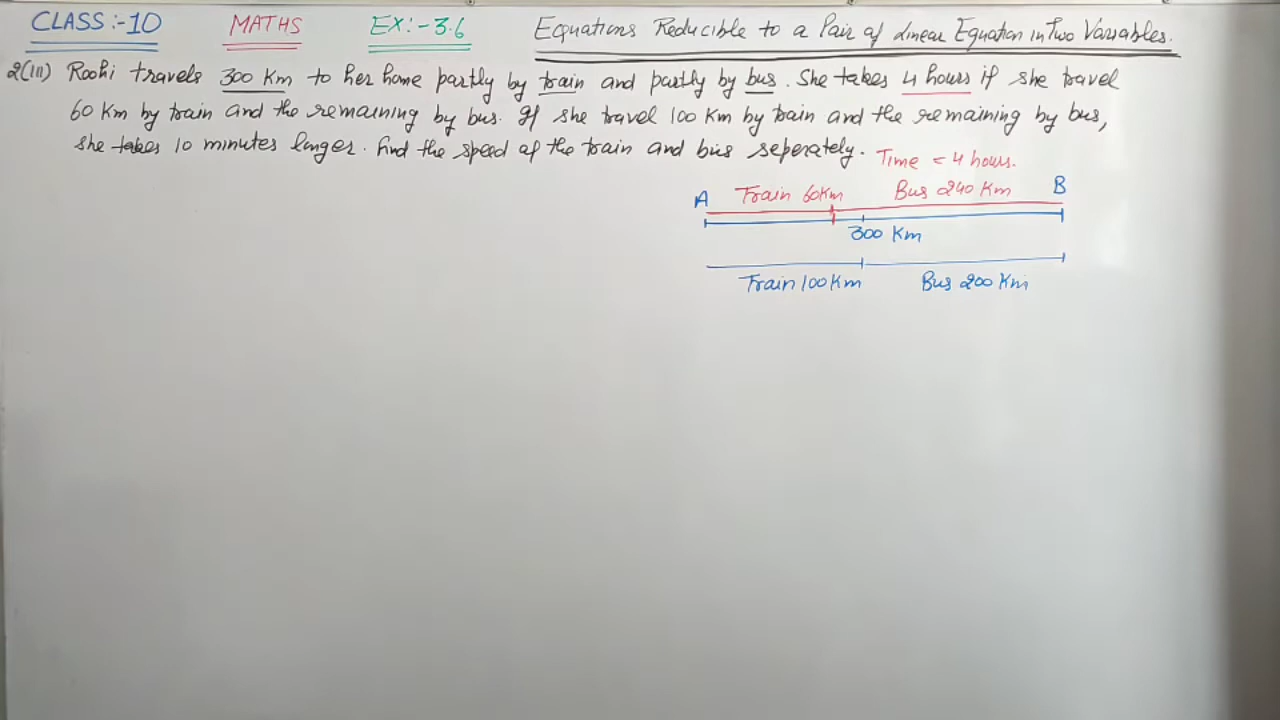 CLASS:-10 MATHS EX:-3.6 Equations Reducible to a Pair of Linear Equation in Two Variables.
2(iii) Roohi travels 300 Km to her home partly by train and partly by bus. She takes 4 hours if she travel
60 Km by train and the remaining by bus. If she travel 100 Km by train and the remaining by bus,
she takes 10 minutes longer. Find the speed of the train and bus seperately.
Time = 4 hours.
A Train 60Km Bus 240 Km B
300 Km
Train 100Km Bus 200 Km